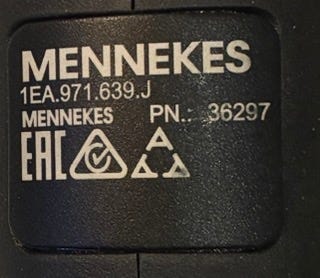 MENNEKES
1EA.971.639.J
MENNEKES PN.: 36297
EAC